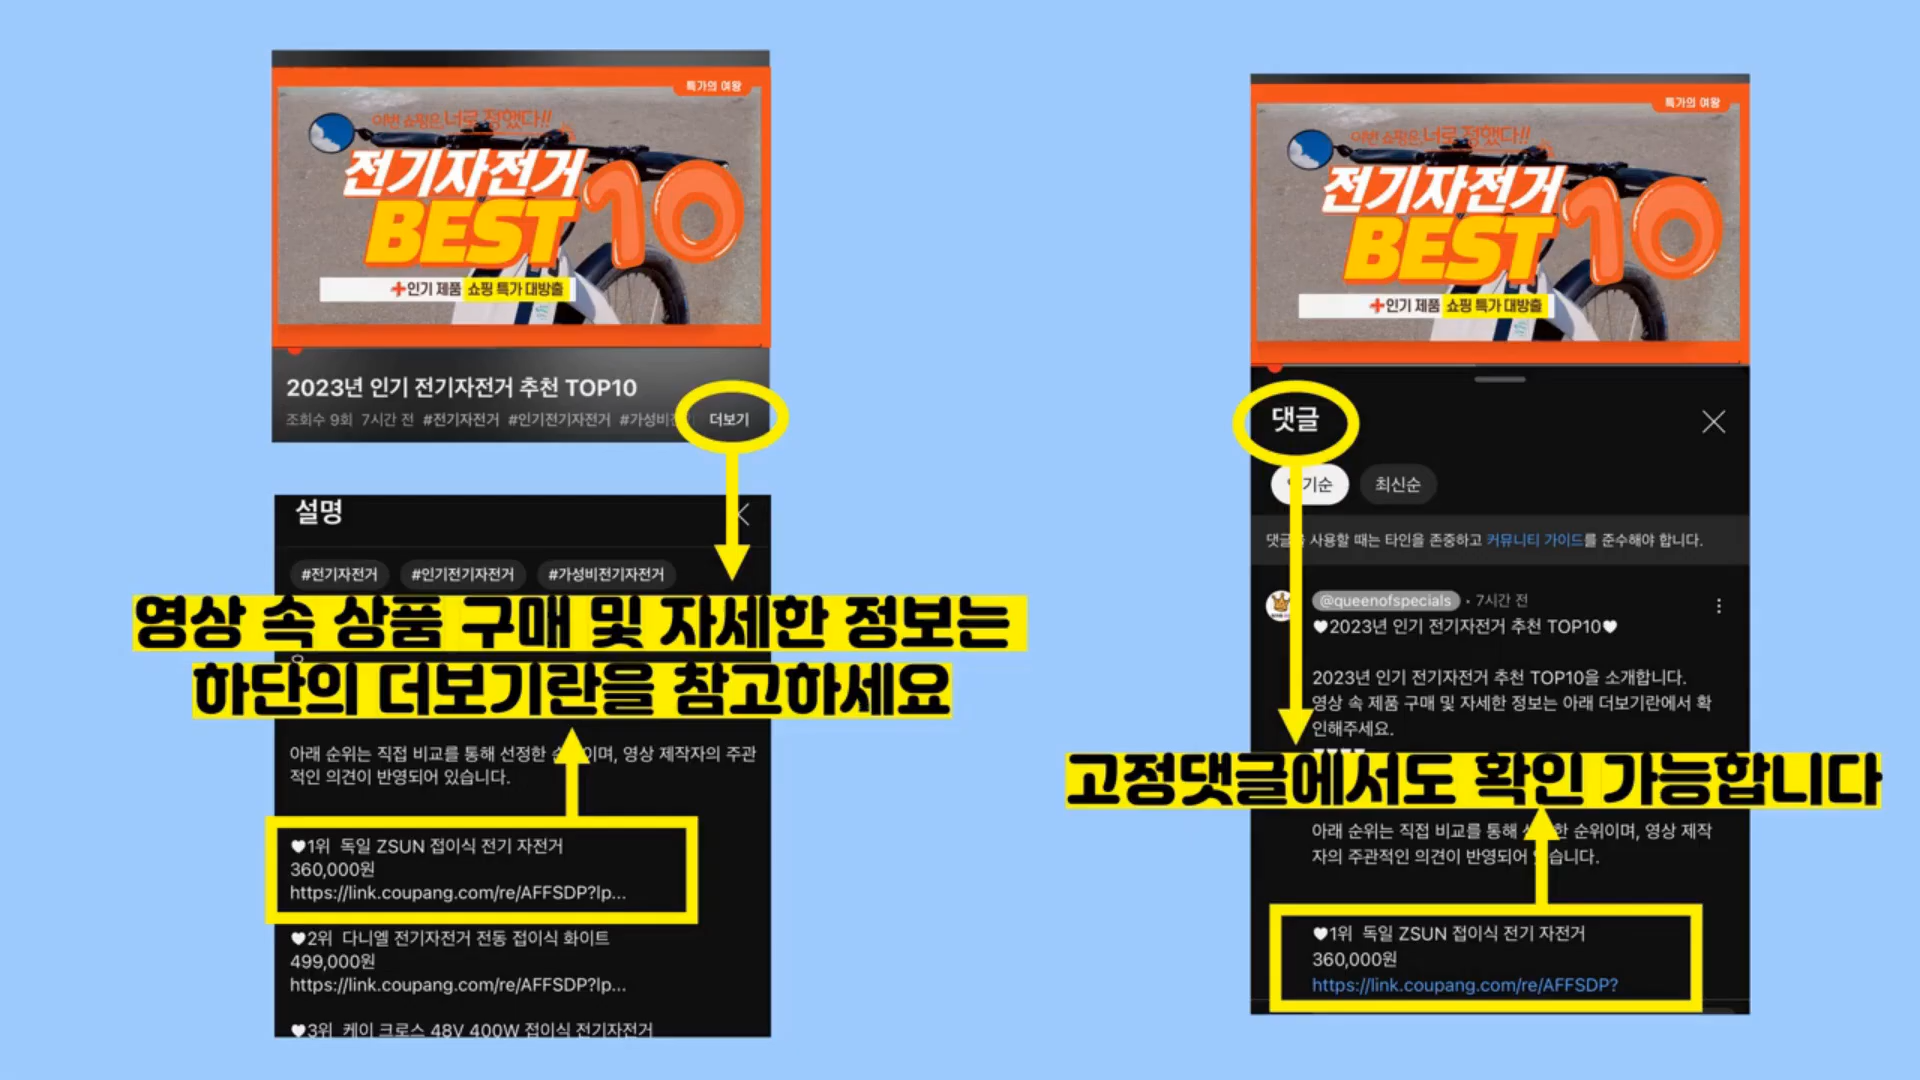 특가의 여왕
이번 쇼핑은 너로 정했다!!
전기자전거
BEST 10
+인기 제품 쇼핑 특가 대방출
2023년 인기 전기자전거 추천 TOP10
조회수 9회 7시간 전 #전기자전거 #인기전기자전거 #가성비전
더보기
설명
#전기자전거 #인기전기자전거 #가성비전기자전거
영상 속 상품 구매 및 자세한 정보는
하단의 더보기란을 참고하세요
아래 순위는 직접 비교를 통해 선정한 순위이며, 영상 제작자의 주관
적인 의견이 반영되어 있습니다.
♥1위 독일 ZSUN 접이식 전기 자전거
360,000원
https://link.coupang.com/re/AFFSDP?lp...
♥2위 다니엘 전기자전거 전동 접이식 화이트
499,000원
https://link.coupang.com/re/AFFSDP?lp...
♥3위 케이 크로스 48V 400W 접이식 전기자전거
특가의 여왕
이번 쇼핑은 너로 정했다!!
전기자전거
BEST 10
+인기 제품 쇼핑 특가 대방출
댓글
인기순 최신순
댓글을 사용할 때는 타인을 존중하고 커뮤니티 가이드를 준수해야 합니다.
@queenofspecials · 7시간 전
♥2023년 인기 전기자전거 추천 TOP10♥
2023년 인기 전기자전거 추천 TOP10을 소개합니다.
영상 속 제품 구매 및 자세한 정보는 아래 더보기란에서 확
인해주세요.
고정댓글에서도 확인 가능합니다
아래 순위는 직접 비교를 통해 선정한 순위이며, 영상 제작
자의 주관적인 의견이 반영되어 있습니다.
♥1위 독일 ZSUN 접이식 전기 자전거
360,000원
https://link.coupang.com/re/AFFSDP?